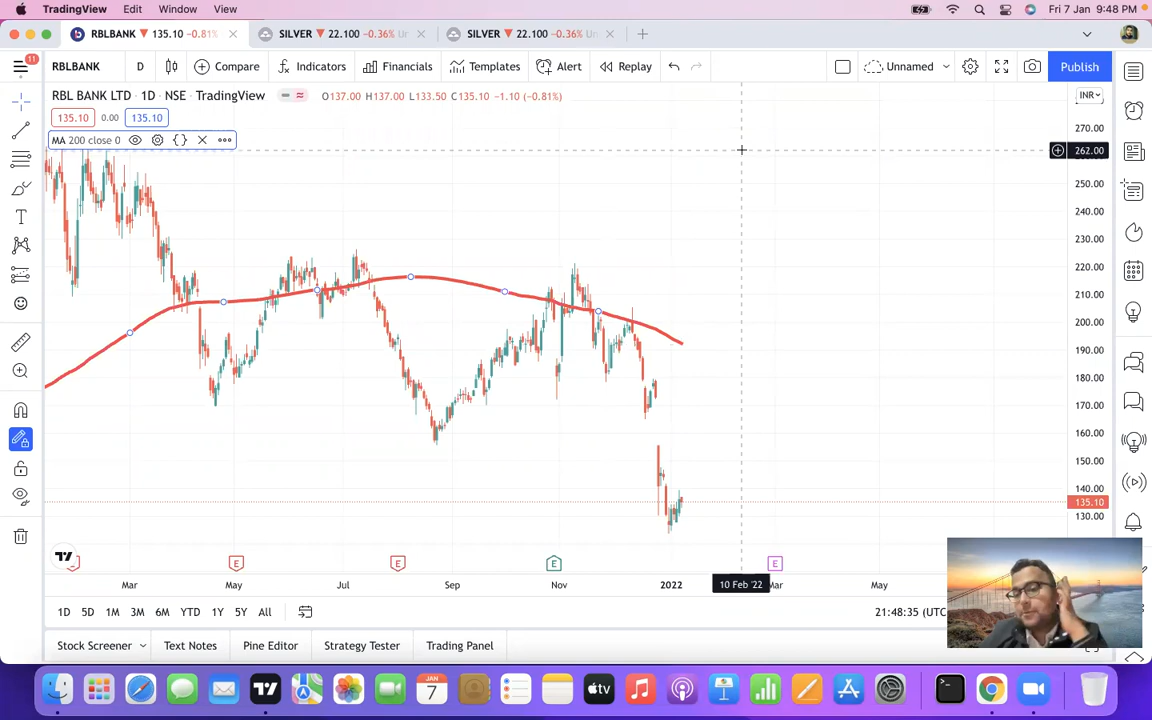 TradingView Edit Window View Fri 7 Jan 9:48 PM
RBLBANK 135.10 −0.81% SILVER 22.100 −0.36% SILVER 22.100 −0.36%
11
RBLBANK D Compare Indicators Financials Templates Alert Replay Unnamed Publish
RBL BANK LTD · 1D · NSE · TradingView O137.00 H137.00 L133.50 C135.10 −1.10 (−0.81%) INR
135.10 0.00 135.10
MA 200 close 0
270.00
262.00
250.00
240.00
230.00
220.00
210.00
200.00
190.00
180.00
170.00
160.00
150.00
140.00
135.10
130.00
E E E E
Mar May Jul Sep Nov 2022 10 Feb '22 Mar May
1D 5D 1M 3M 6M YTD 1Y 5Y All 21:48:35 (UTC
Stock Screener Text Notes Pine Editor Strategy Tester Trading Panel
JAN
7
tv